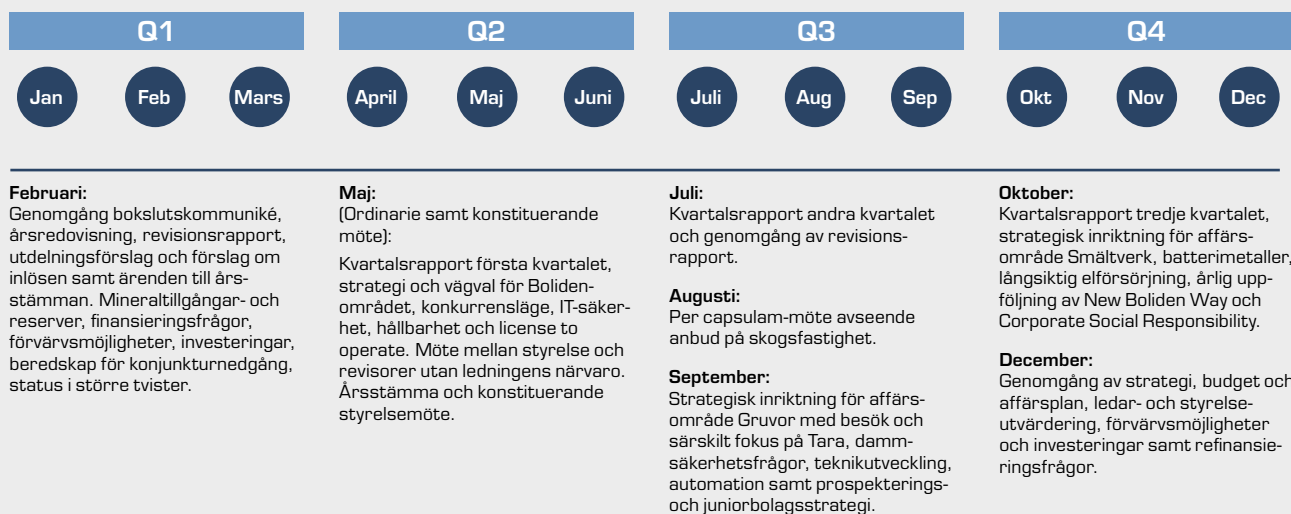 Q1
Q2
Q3
Q4
Jan
Feb
Mars
April
Maj
Juni
Juli
Aug
Sep
Okt
Nov
Dec
Februari:
Genomgång bokslutskommuniké,
årsredovisning, revisionsrapport,
utdelningsförslag och förslag om
inlösen samt ärenden till års-
stämman. Mineraltillgångar- och
reserver, finansieringsfrågor,
förvärvsmöjligheter, investeringar,
beredskap för konjunkturnedgång,
status i större tvister.
Maj:
(Ordinarie samt konstituerande
möte):
Kvartalsrapport första kvartalet,
strategi och vägval för Boliden-
området, konkurrensläge, IT-säker-
het, hållbarhet och license to
operate. Möte mellan styrelse och
revisorer utan ledningens närvaro.
Årsstämma och konstituerande
styrelsemöte.
Juli:
Kvartalsrapport andra kvartalet
och genomgång av revisions-
rapport.
Augusti:
Per capsulam-möte avseende
anbud på skogsfastighet.
September:
Strategisk inriktning för affärs-
område Gruvor med besök och
särskilt fokus på Tara, damm-
säkerhetsfrågor, teknikutveckling,
automation samt prospekterings-
och juniorbolagsstrategi.
Oktober:
Kvartalsrapport tredje kvartalet,
strategisk inriktning för affärs-
område Smältverk, batterimetaller,
långsiktig elförsörjning, årlig upp-
följning av New Boliden Way och
Corporate Social Responsibility.
December:
Genomgång av strategi, budget och
affärsplan, ledar- och styrelse-
utvärdering, förvärvsmöjligheter
och investeringar samt refinansie-
ringsfrågor.